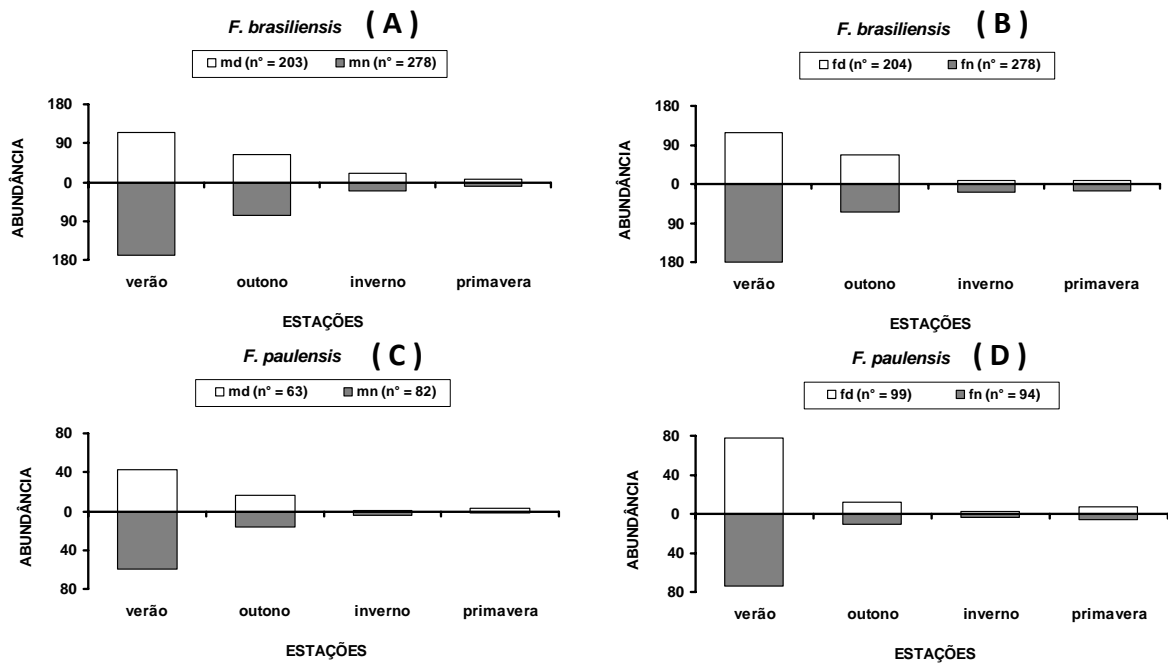 F. brasiliensis ( A )
md (n° = 203) mn (n° = 278)
180
90
0
90
180
ABUNDÂNCIA
verão outono inverno primavera
ESTAÇÕES
F. brasiliensis ( B )
fd (n° = 204) fn (n° = 278)
180
90
0
90
180
ABUNDÂNCIA
verão outono inverno primavera
ESTAÇÕES
F. paulensis ( C )
md (n° = 63) mn (n° = 82)
80
40
0
40
80
ABUNDÂNCIA
verão outono inverno primavera
ESTAÇÕES
F. paulensis ( D )
fd (n° = 99) fn (n° = 94)
80
40
0
40
80
ABUNDÂNCIA
verão outono inverno primavera
ESTAÇÕES